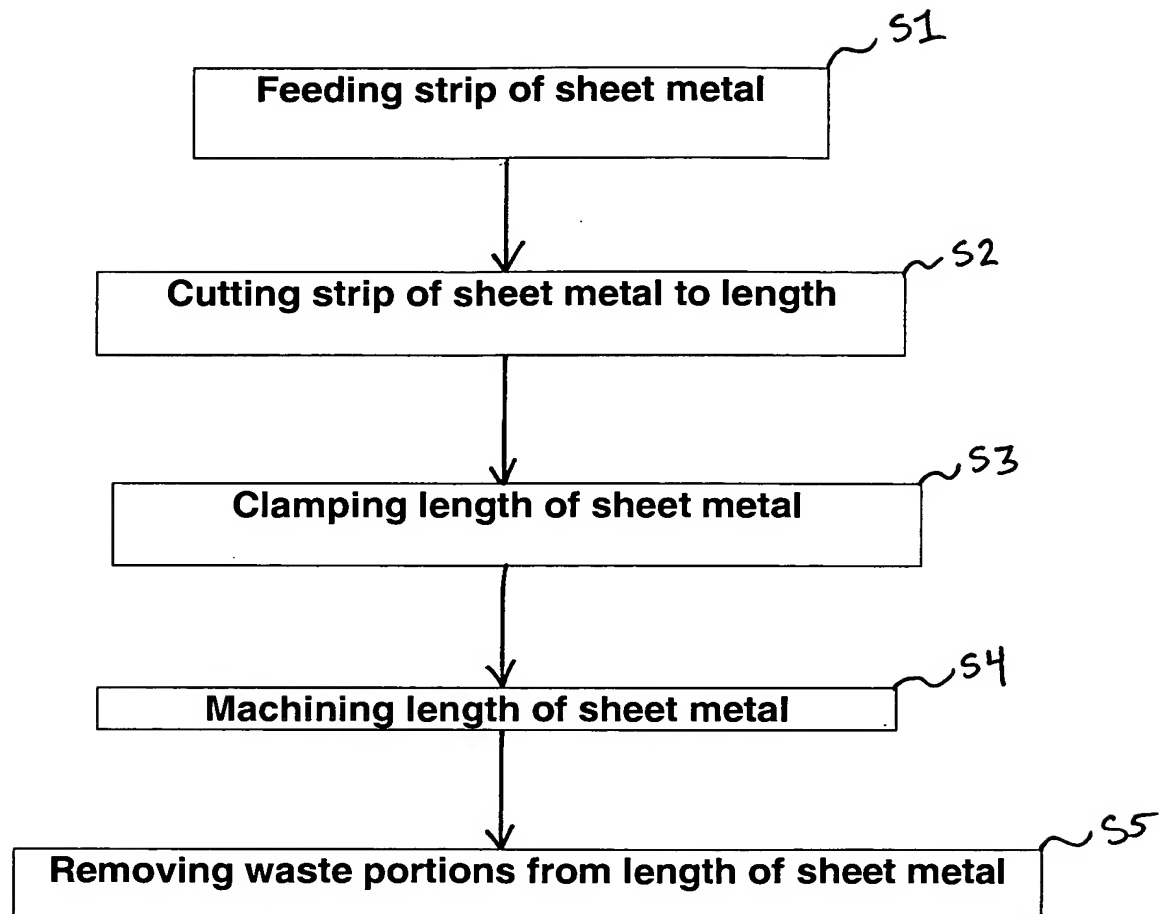 S1
Feeding strip of sheet metal
S2
Cutting strip of sheet metal to length
S3
Clamping length of sheet metal
S4
Machining length of sheet metal
S5
Removing waste portions from length of sheet metal